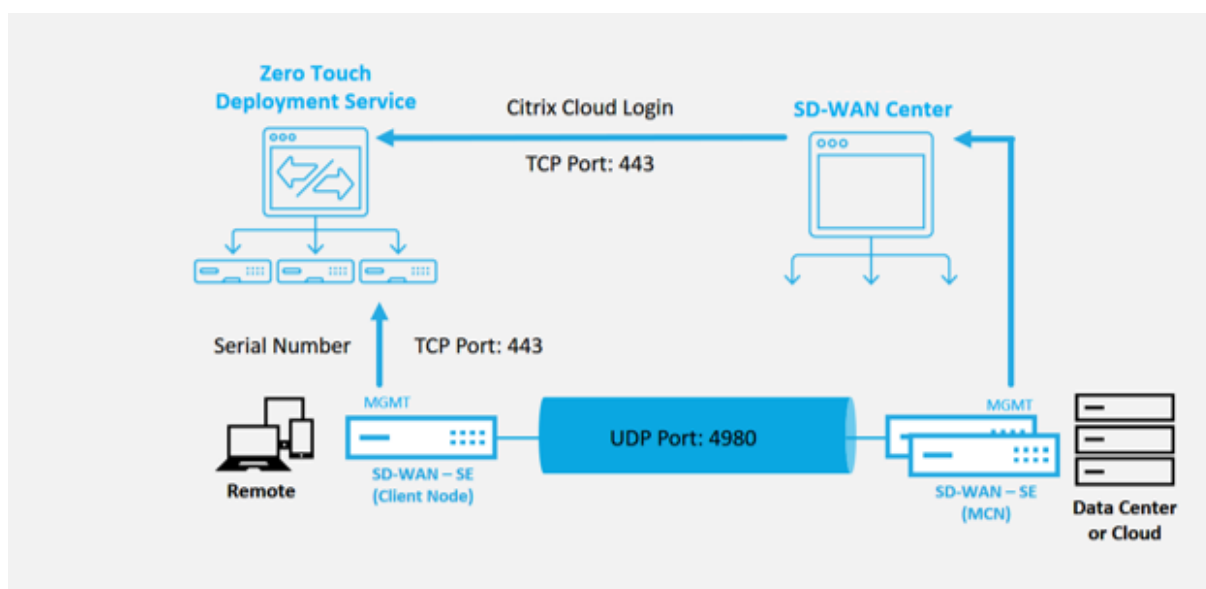 Zero Touch
Deployment Service
Citrix Cloud Login
SD-WAN Center
TCP Port: 443
Serial Number
TCP Port: 443
MGMT
MGMT
UDP Port: 4980
Remote
SD-WAN – SE
(Client Node)
SD-WAN – SE
(MCN)
Data Center
or Cloud